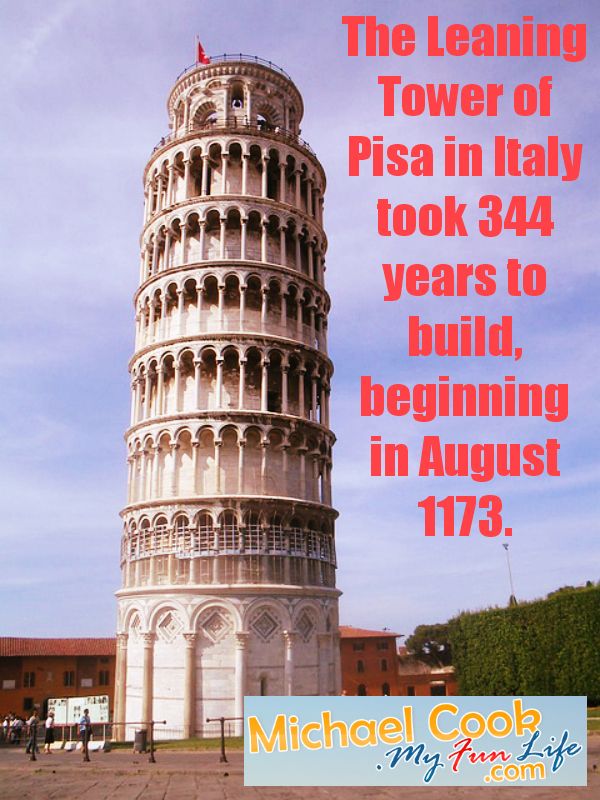 The Leaning
Tower of
Pisa in Italy
took 344
years to
build,
beginning
in August
1173.
Michael Cook
.My Fun Life
.com